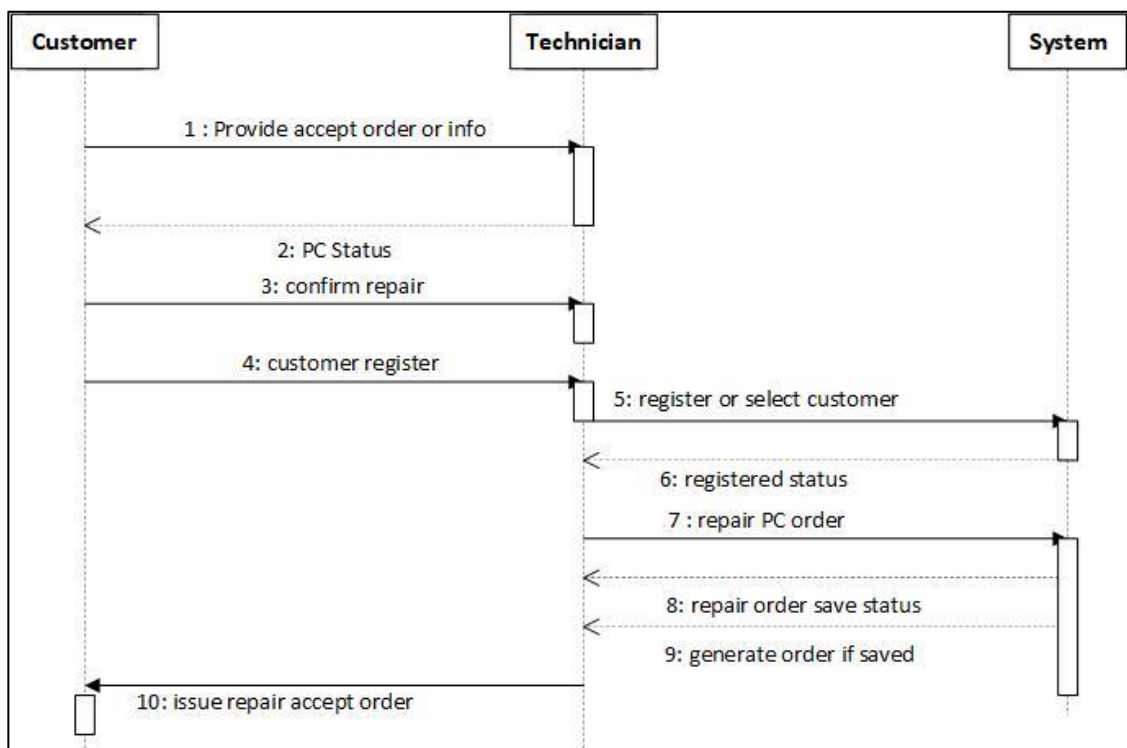 Customer
Technician
System
1 : Provide accept order or info
2: PC Status
3: confirm repair
4: customer register
5: register or select customer
6: registered status
7 : repair PC order
8: repair order save status
9: generate order if saved
10: issue repair accept order